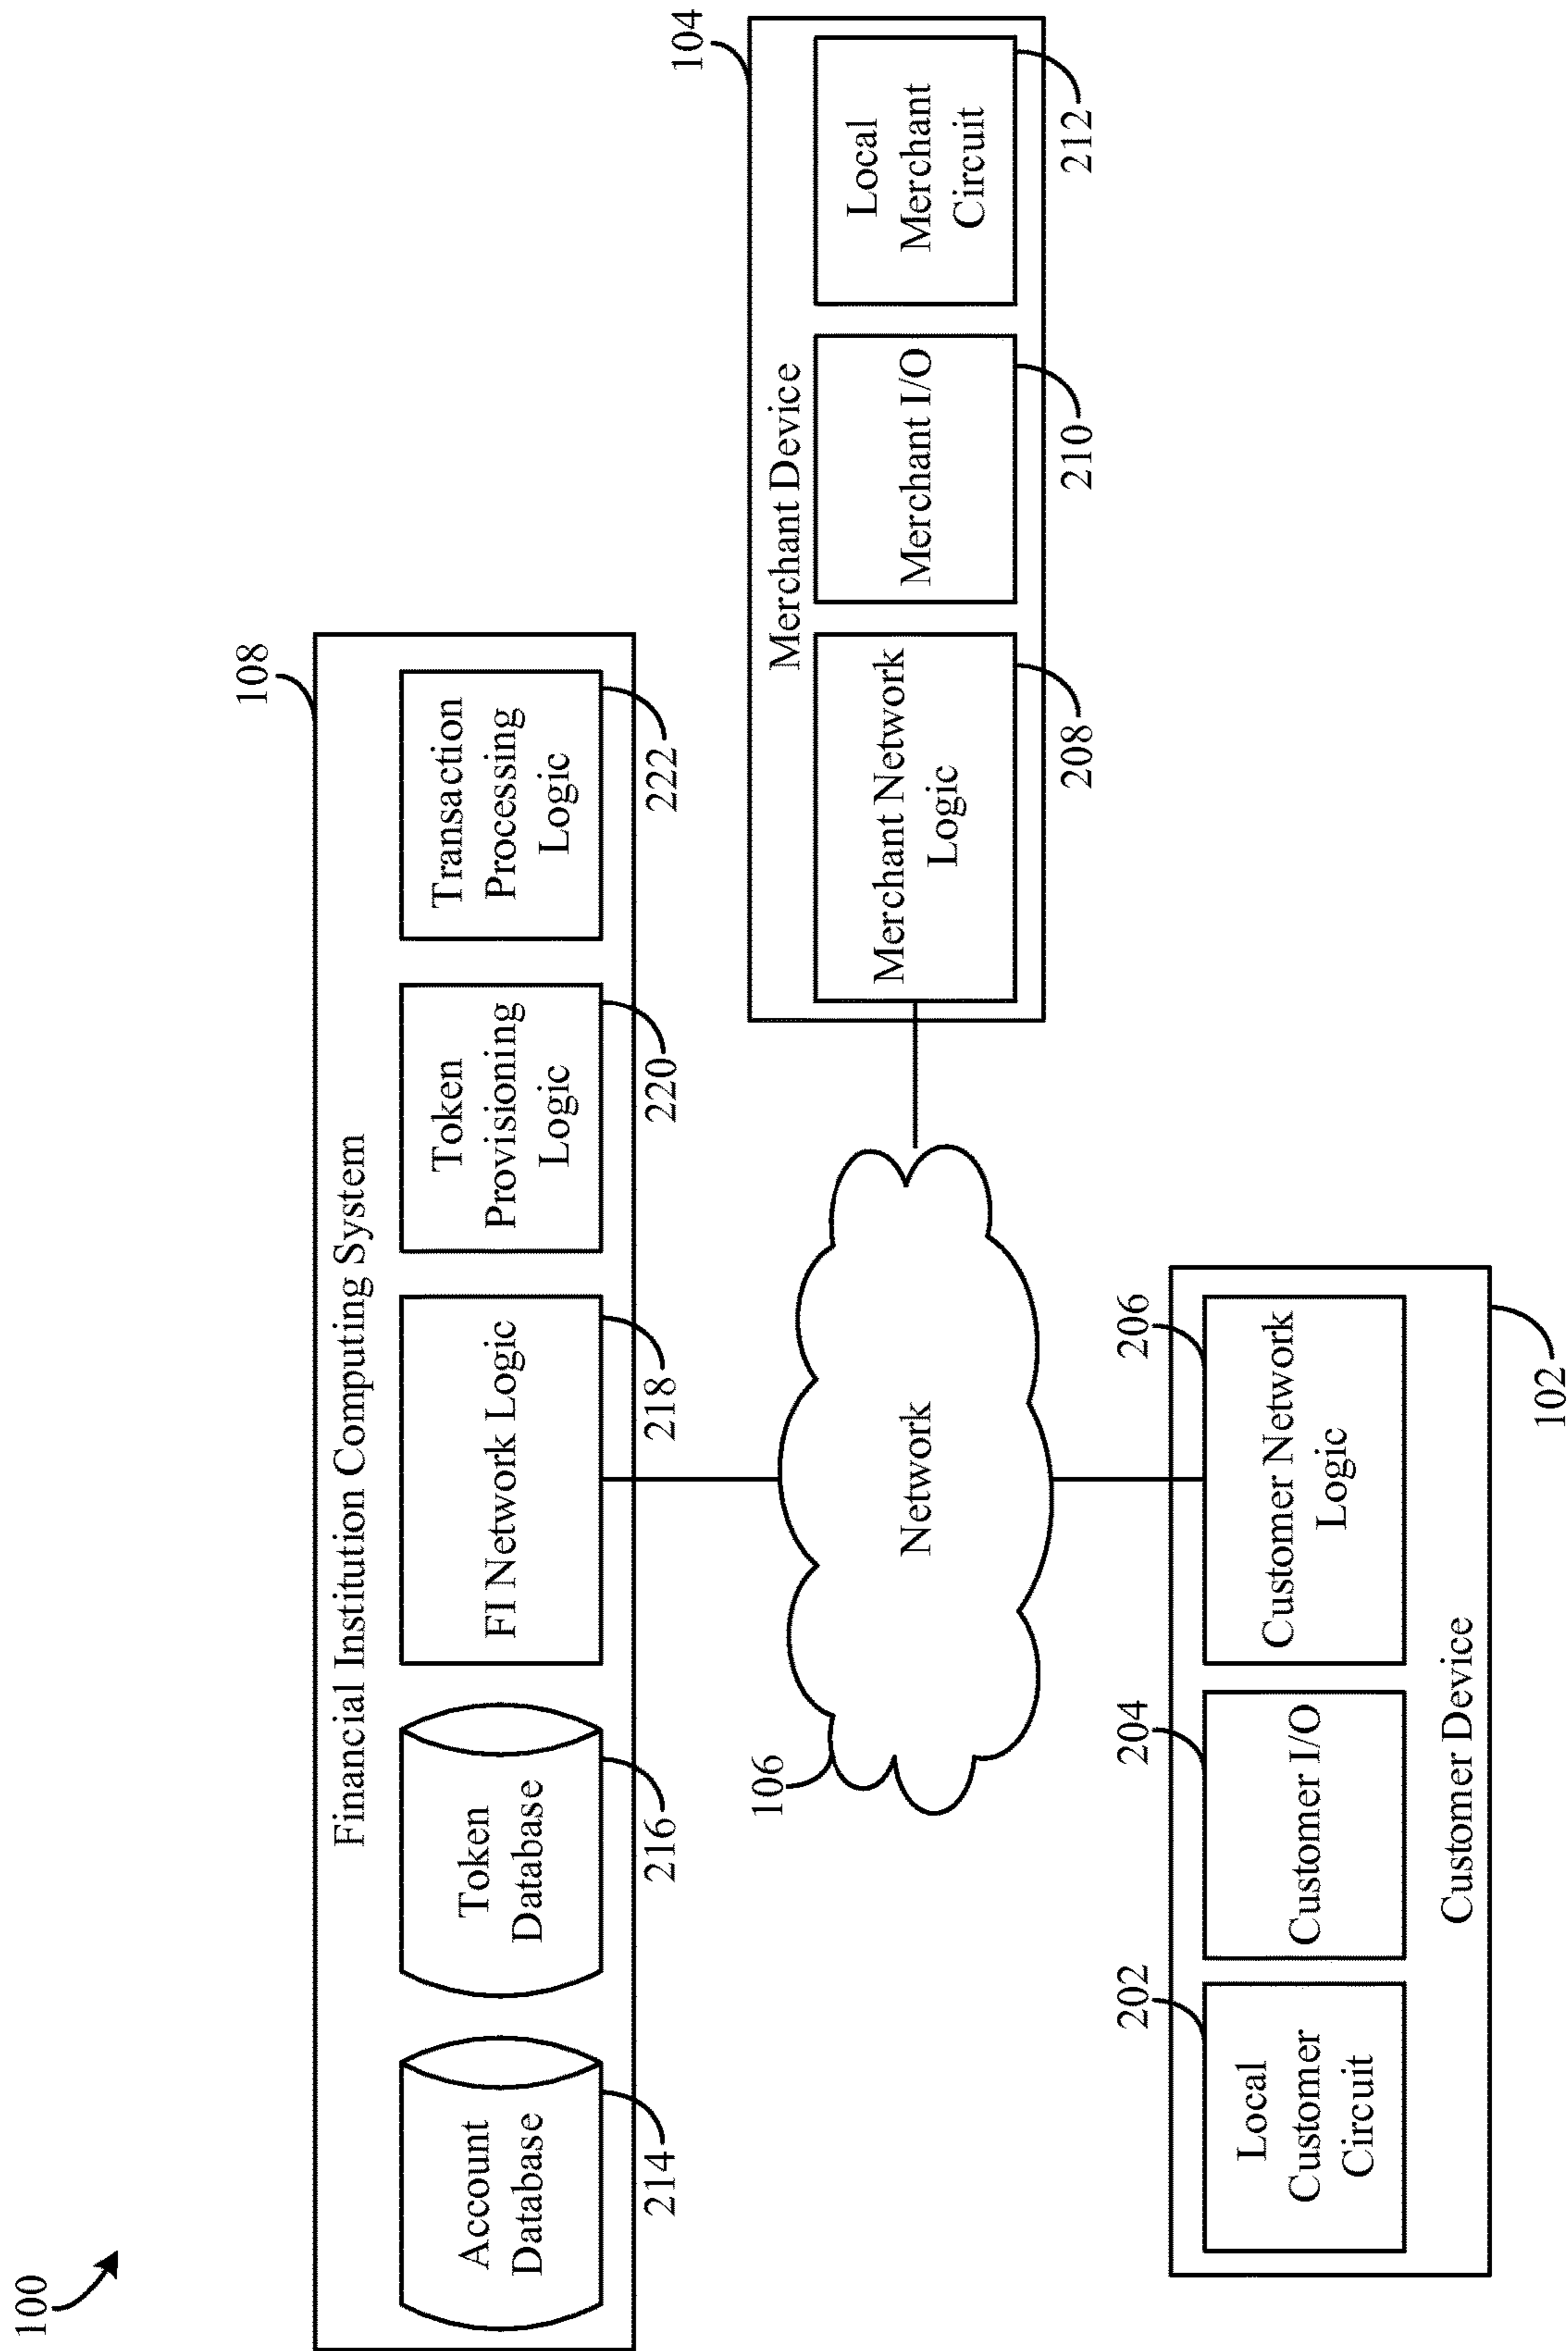 100
108
Financial Institution Computing System
Account
Database
214
Token
Database
216
FI Network Logic
218
Token
Provisioning
Logic
220
Transaction
Processing
Logic
222
106
Network
104
Merchant Device
Merchant Network
Logic
208
Merchant I/O
210
Local
Merchant
Circuit
212
202
Local
Customer
Circuit
204
Customer I/O
206
Customer Network
Logic
Customer Device
102